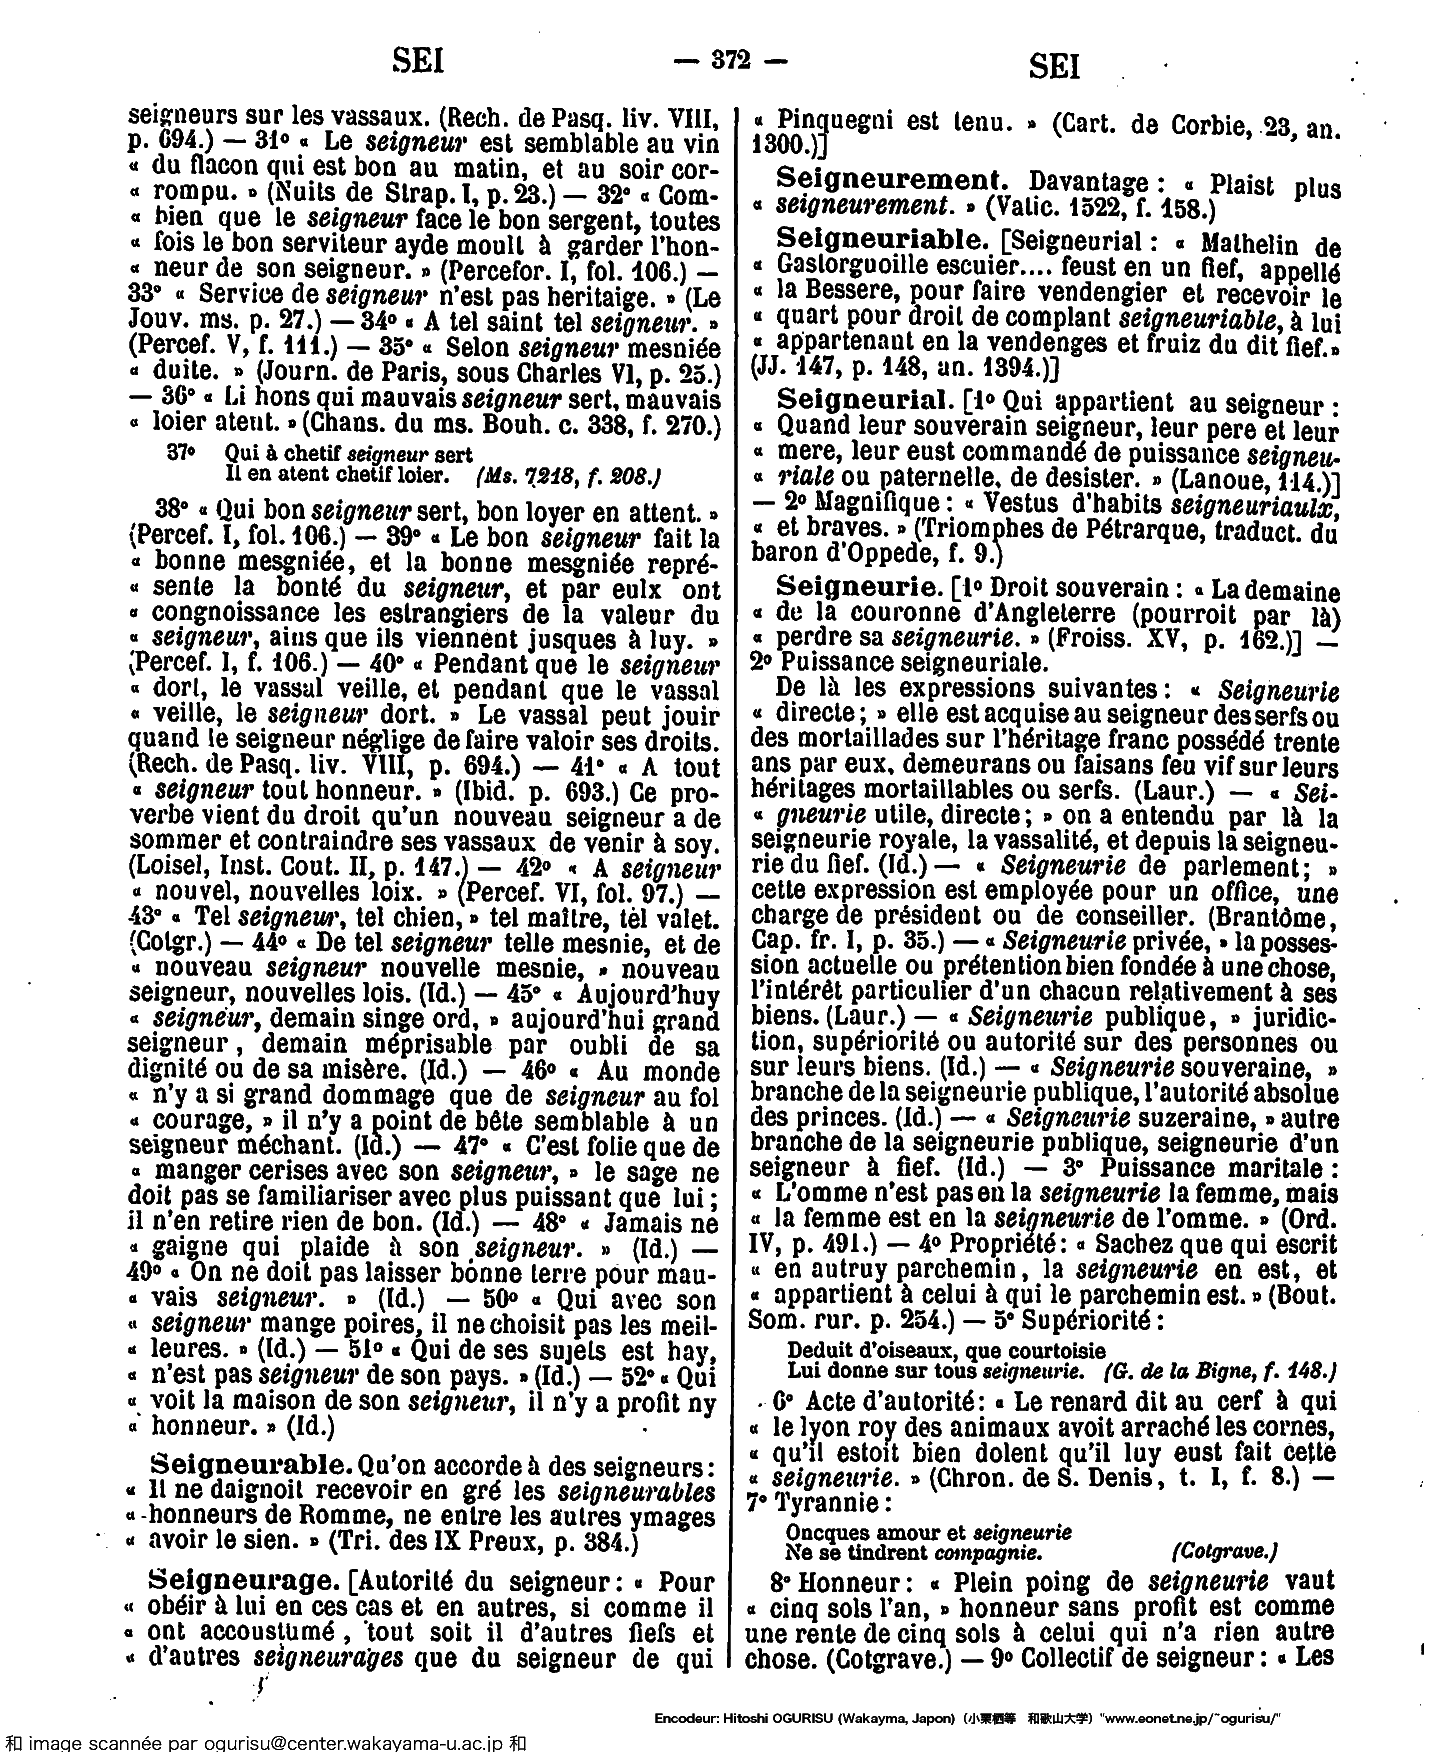 SEI
— 372 —
SEI
seigneurs sur les vassaux. (Rech. de Pasq. liv. VIII,
p. 694.) — 31° « Le seigneur est semblable au vin
« du flacon qui est bon au matin, et au soir cor-
« rompu. » (Nuits de Strap. I, p. 23.) — 32° « Com-
« bien que le seigneur face le bon sergent, toutes
« fois le bon serviteur ayde moult à garder l'hon-
« neur de son seigneur. » (Percefor. I, fol. 106.) —
33° « Service de seigneur n'est pas heritaige. » (Le
Jouv. ms. p. 27.) — 34° « A tel saint tel seigneur. »
(Percef. V, f. 111.) — 35° « Selon seigneur mesniée
« duite. » (Journ. de Paris, sous Charles VI, p. 25.)
— 36° « Li hons qui mauvais seigneur sert, mauvais
« loier atent. » (Chans. du ms. Bouh. c. 338, f. 270.)
37° Qui à chetif seigneur sert
Il en atent chetif loier. (Ms. 7218, f. 208.)
38° « Qui bon seigneur sert, bon loyer en attent. »
(Percef. I, fol. 106.) — 39° « Le bon seigneur fait la
« bonne mesgniée, et la bonne mesgniée repré-
« sente la bonté du seigneur, et par eulx ont
« congnoissance les estrangiers de la valeur du
« seigneur, ains que ils viennent jusques à luy. »
(Percef. I, f. 106.) — 40° « Pendant que le seigneur
« dort, le vassal veille, et pendant que le vassal
« veille, le seigneur dort. » Le vassal peut jouir
quand le seigneur néglige de faire valoir ses droits.
(Rech. de Pasq. liv. VIII, p. 694.) — 41° « A tout
« seigneur tout honneur. » (Ibid. p. 693.) Ce pro-
verbe vient du droit qu'un nouveau seigneur a de
sommer et contraindre ses vassaux de venir à soy.
(Loisel, Inst. Cout. II, p. 147.) — 42° « A seigneur
« nouvel, nouvelles loix. » (Percef. VI, fol. 97.) —
43° « Tel seigneur, tel chien, » tel maître, tel valet.
(Cotgr.) — 44° « De tel seigneur telle mesnie, et de
« nouveau seigneur nouvelle mesnie, » nouveau
seigneur, nouvelles lois. (Id.) — 45° « Aujourd'huy
« seigneur, demain singe ord, » aujourd'hui grand
seigneur, demain méprisable par oubli de sa
dignité ou de sa misère. (Id.) — 46° « Au monde
« n'y a si grand dommage que de seigneur au fol
« courage, » il n'y a point de bête semblable à un
seigneur méchant. (Id.) — 47° « C'est folie que de
« manger cerises avec son seigneur, » le sage ne
doit pas se familiariser avec plus puissant que lui ;
il n'en retire rien de bon. (Id.) — 48° « Jamais ne
« gaigne qui plaide à son seigneur. » (Id.) —
49° « On ne doit pas laisser bonne terre pour mau-
« vais seigneur. » (Id.) — 50° « Qui avec son
« seigneur mange poires, il ne choisit pas les meil-
« leures. » (Id.) — 51° « Qui de ses sujets est hay,
« n'est pas seigneur de son pays. » (Id.) — 52° « Qui
« voit la maison de son seigneur, il n'y a profit ny
« honneur. » (Id.)
Seigneurable. Qu'on accorde à des seigneurs :
« Il ne daignoit recevoir en gré les seigneurables
« honneurs de Romme, ne entre les autres ymages
« avoir le sien. » (Tri. des IX Preux, p. 384.)
Seigneurage. [Autorité du seigneur : « Pour
« obéir à lui en ces cas et en autres, si comme il
« ont accoustumé, tout soit il d'autres fiefs et
« d'autres seigneurages que du seigneur de qui
« Pinquegni est tenu. » (Cart. de Corbie, 23, an.
1300.)]
Seigneurement. Davantage : « Plaist plus
« seigneurement. » (Vatic. 1522, f. 158.)
Seigneuriable. [Seigneurial : « Mathelin de
« Gastorguoille escuier.... feust en un fief, appellé
« la Bessere, pour faire vendengier et recevoir le
« quart pour droit de complant seigneuriable, à lui
« appartenant en la vendenges et fruiz du dit fief. »
(JJ. 147, p. 148, an. 1394.)]
Seigneurial. [1° Qui appartient au seigneur :
« Quand leur souverain seigneur, leur pere et leur
« mere, leur eust commandé de puissance seigneu-
« riale ou paternelle, de desister. » (Lanoue, 114.)]
— 2° Magnifique : « Vestus d'habits seigneuriaulx,
« et braves. » (Triomphes de Pétrarque, traduct. du
baron d'Oppede, f. 9.)
Seigneurie. [1° Droit souverain : « La demaine
« de la couronne d'Angleterre (pourroit par là)
« perdre sa seigneurie. » (Froiss. XV, p. 162.)] —
2° Puissance seigneuriale.
De là les expressions suivantes : « Seigneurie
« directe ; » elle est acquise au seigneur des serfs ou
des mortaillades sur l'héritage franc possédé trente
ans par eux, demeurans ou faisans feu vif sur leurs
héritages mortaillables ou serfs. (Laur.) — « Sei-
« gneurie utile, directe ; » on a entendu par là la
seigneurie royale, la vassalité, et depuis la seigneu-
rie du fief. (Id.) — « Seigneurie de parlement ; »
cette expression est employée pour un office, une
charge de président ou de conseiller. (Brantôme,
Cap. fr. I, p. 35.) — « Seigneurie privée, » la posses-
sion actuelle ou prétention bien fondée à une chose,
l'intérêt particulier d'un chacun relativement à ses
biens. (Laur.) — « Seigneurie publique, » juridic-
tion, supériorité ou autorité sur des personnes ou
sur leurs biens. (Id.) — « Seigneurie souveraine, »
branche de la seigneurie publique, l'autorité absolue
des princes. (Id.) — « Seigneurie suzeraine, » autre
branche de la seigneurie publique, seigneurie d'un
seigneur à fief. (Id.) — 3° Puissance maritale :
« L'omme n'est pas en la seigneurie la femme, mais
« la femme est en la seigneurie de l'omme. » (Ord.
IV, p. 491.) — 4° Propriété : « Sachez que qui escrit
« en autruy parchemin, la seigneurie en est, et
« appartient à celui à qui le parchemin est. » (Bout.
Som. rur. p. 254.) — 5° Supériorité :
Deduit d'oiseaux, que courtoisie
Lui donne sur tous seigneurie. (G. de la Bigne, f. 148.)
6° Acte d'autorité : « Le renard dit au cerf à qui
« le lyon roy des animaux avoit arraché les cornes,
« qu'il estoit bien dolent qu'il luy eust fait cette
« seigneurie. » (Chron. de S. Denis, t. I, f. 8.) —
7° Tyrannie :
Oncques amour et seigneurie
Ne se tindrent compagnie. (Cotgrave.)
8° Honneur : « Plein poing de seigneurie vaut
« cinq sols l'an, » honneur sans profit est comme
une rente de cinq sols à celui qui n'a rien autre
chose. (Cotgrave.) — 9° Collectif de seigneur : « Les
Encodeur: Hitoshi OGURISU (Wakayma, Japon) (小栗栖等 和歌山大学) "www.eonet.ne.jp/~ogurisu/"
和 image scannée par ogurisu@center.wakayama-u.ac.jp 和